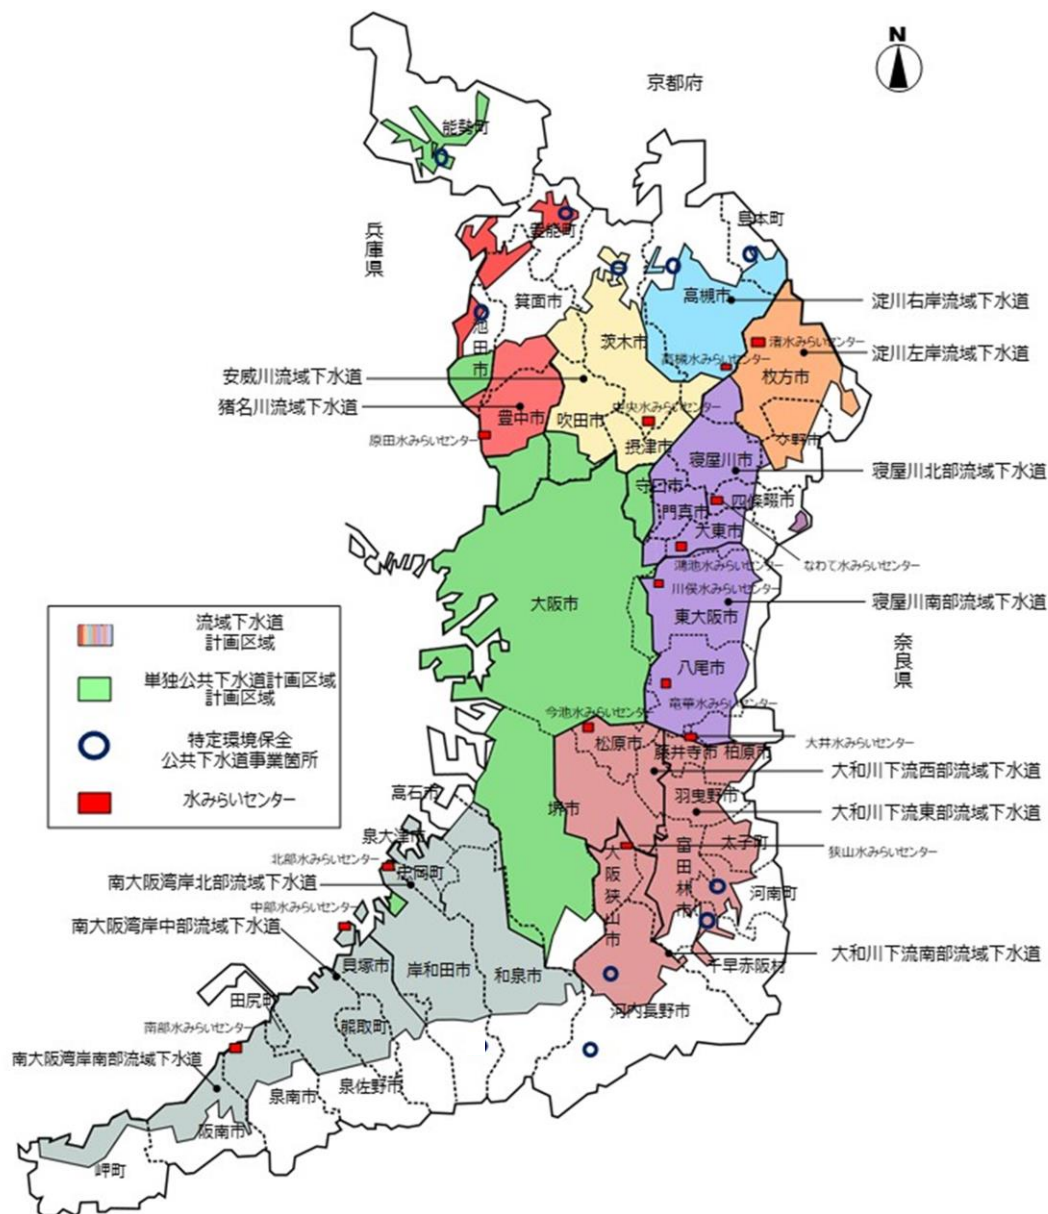 N
京都府
能勢町
兵庫県
豊能町
島本町
箕面市
高槻市
淀川右岸流域下水道
池田市
茨木市
渚水みらいセンター
淀川左岸流域下水道
高槻水みらいセンター
枚方市
安威川流域下水道
猪名川流域下水道
豊中市
吹田市
中央水みらいセンター
原田水みらいセンター
摂津市
交野市
寝屋川市
寝屋川北部流域下水道
守口市
四條畷市
門真市
大東市
鴻池水みらいセンター
なわて水みらいセンター
川俣水みらいセンター
大阪市
寝屋川南部流域下水道
東大阪市
流域下水道
計画区域
奈良県
八尾市
単独公共下水道計画区域
計画区域
竜華水みらいセンター
今池水みらいセンター
特定環境保全
公共下水道事業箇所
松原市
藤井寺市
柏原市
大井水みらいセンター
大和川下流西部流域下水道
水みらいセンター
高石市
堺市
羽曳野市
大和川下流東部流域下水道
泉大津市
太子町
北部水みらいセンター
忠岡町
大阪狭山市
富田林市
狭山水みらいセンター
南大阪湾岸北部流域下水道
河南町
中部水みらいセンター
南大阪湾岸中部流域下水道
大和川下流南部流域下水道
貝塚市
岸和田市
和泉市
千早赤阪村
田尻町
河内長野市
南部水みらいセンター
熊取町
南大阪湾岸南部流域下水道
泉佐野市
泉南市
阪南市
岬町